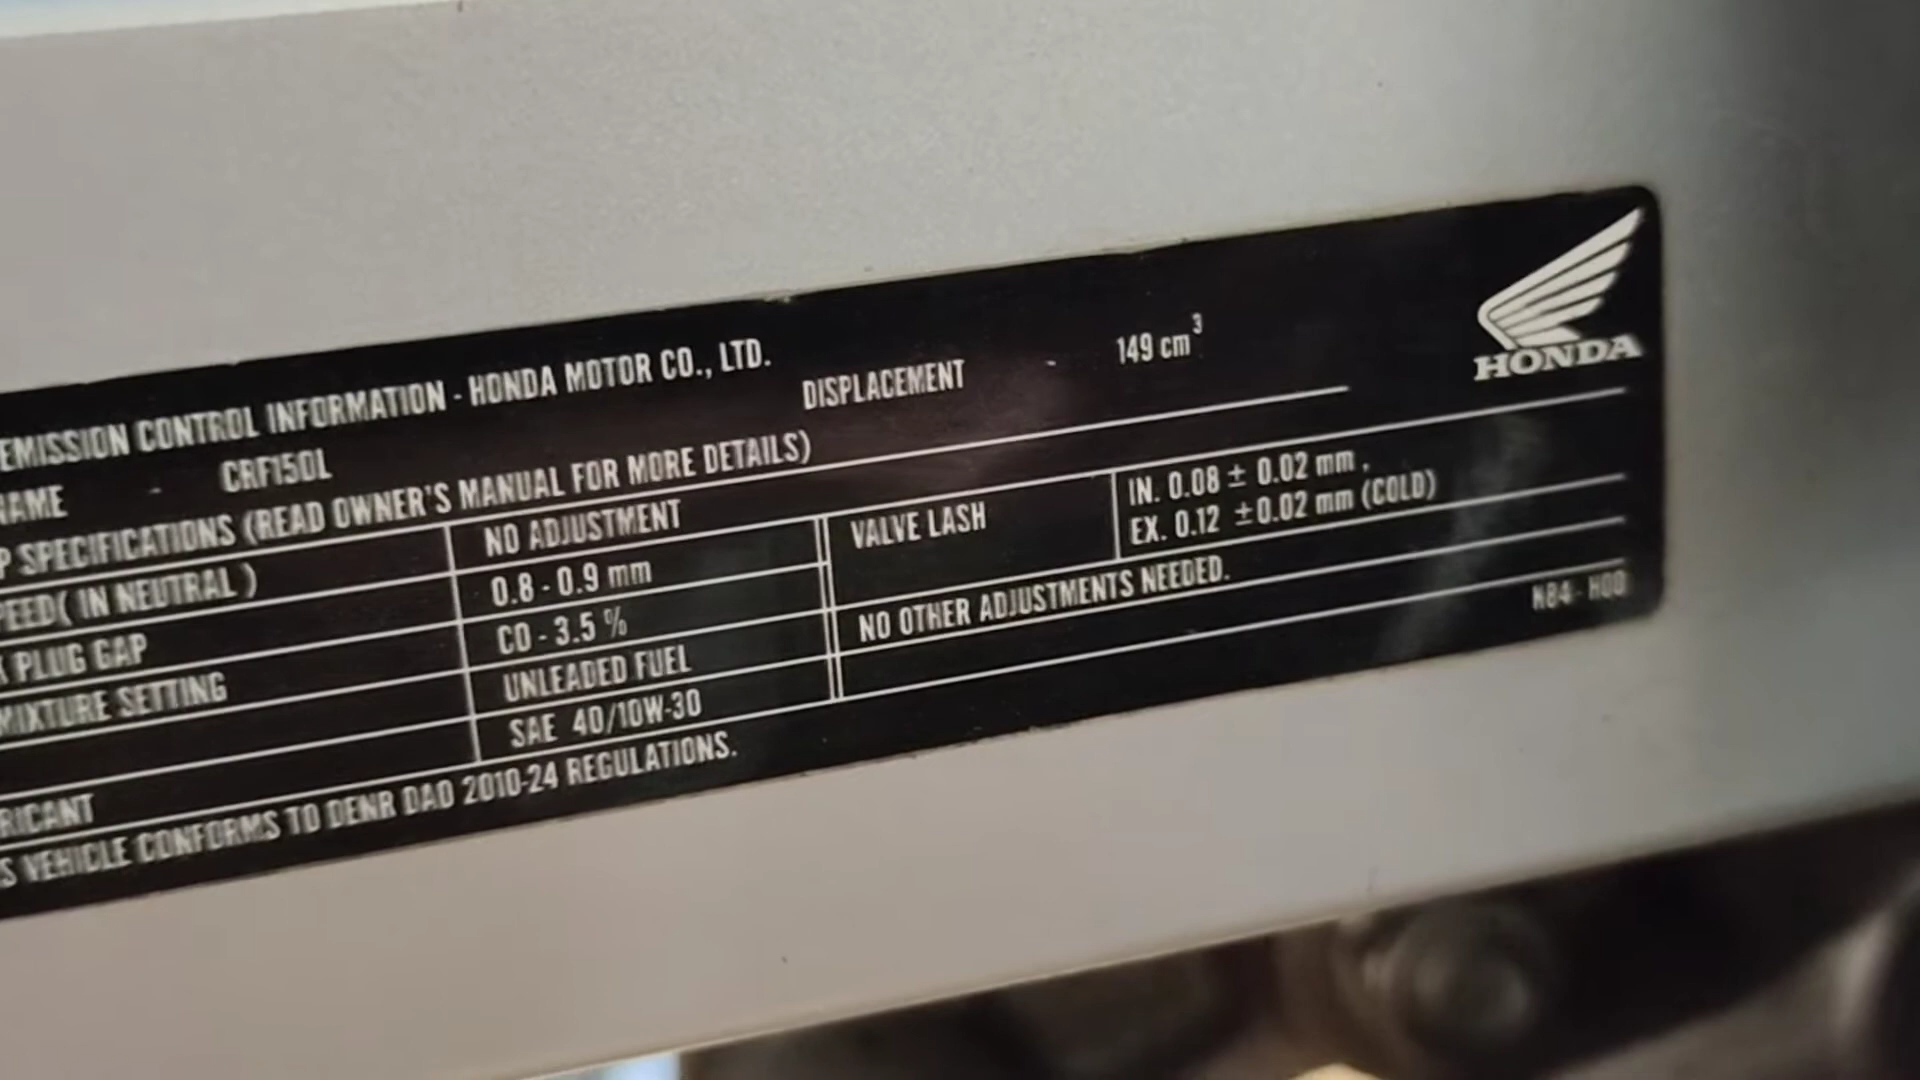 EMISSION CONTROL INFORMATION - HONDA MOTOR CO., LTD.
NAME - CRF150L DISPLACEMENT - 149 cm³
HONDA
P SPECIFICATIONS (READ OWNER'S MANUAL FOR MORE DETAILS)
PEED( IN NEUTRAL ) NO ADJUSTMENT
K PLUG GAP 0.8 - 0.9 mm
MIXTURE SETTING CO - 3.5 %
UNLEADED FUEL
RICANT SAE 40/10W-30
VALVE LASH
IN. 0.08 ± 0.02 mm,
EX. 0.12 ±0.02 mm (COLD)
NO OTHER ADJUSTMENTS NEEDED.
S VEHICLE CONFORMS TO DENR DAO 2010-24 REGULATIONS.
K84 - H00